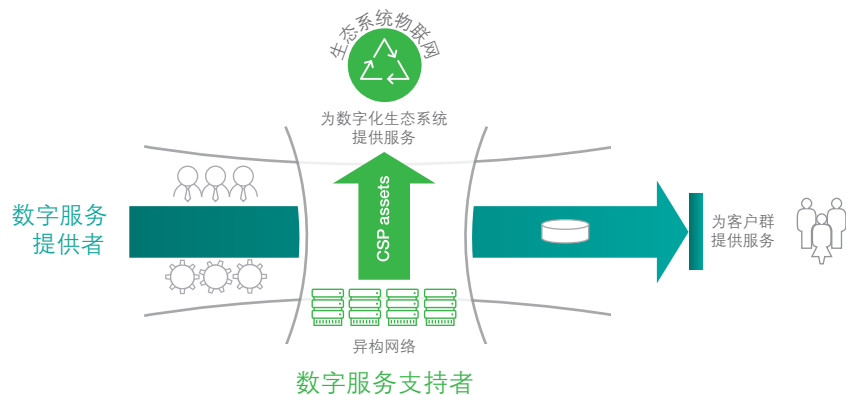 生态系统物联网
为数字化生态系统
提供服务
CSP assets
数字服务
提供者
为客户群
提供服务
异构网络
数字服务支持者